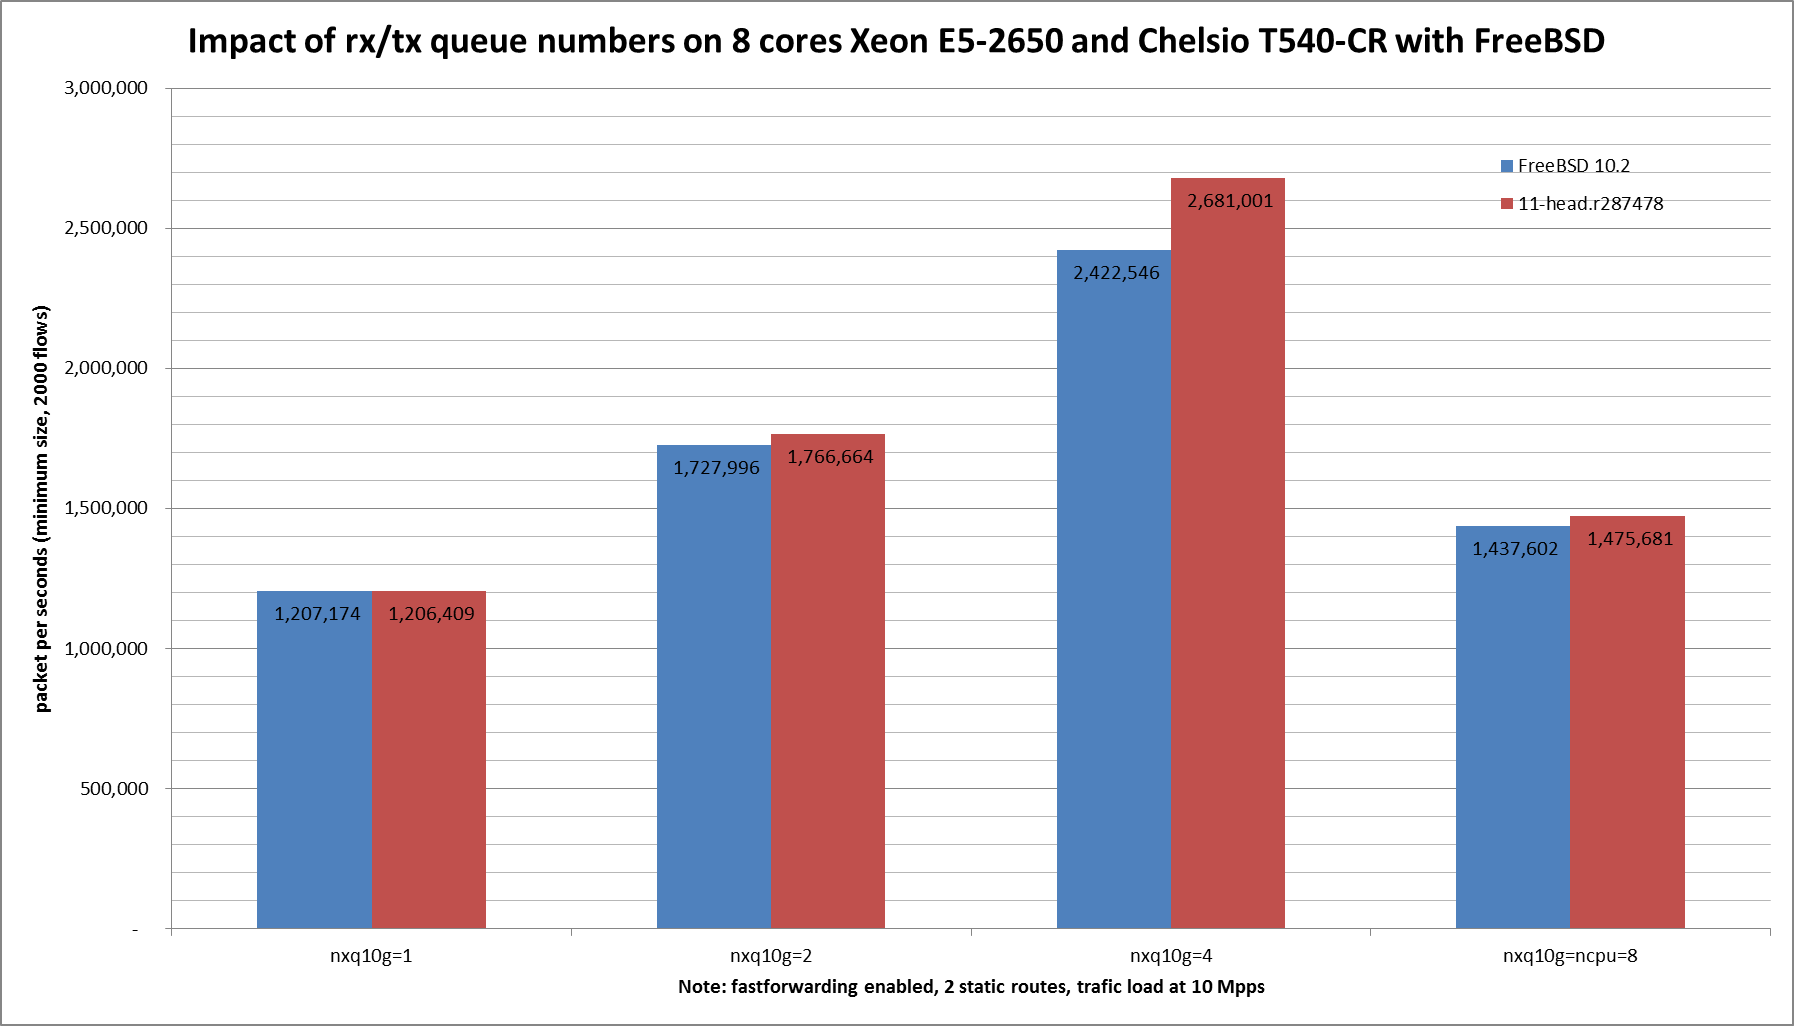 Impact of rx/tx queue numbers on 8 cores Xeon E5-2650 and Chelsio T540-CR with FreeBSD
3,000,000
2,500,000
2,000,000
1,500,000
1,000,000
500,000
-
packet per seconds (minimum size, 2000 flows)
FreeBSD 10.2
11-head.r287478
1,207,174
1,206,409
1,727,996
1,766,664
2,422,546
2,681,001
1,437,602
1,475,681
nxq10g=1
nxq10g=2
nxq10g=4
nxq10g=ncpu=8
Note: fastforwarding enabled, 2 static routes, trafic load at 10 Mpps